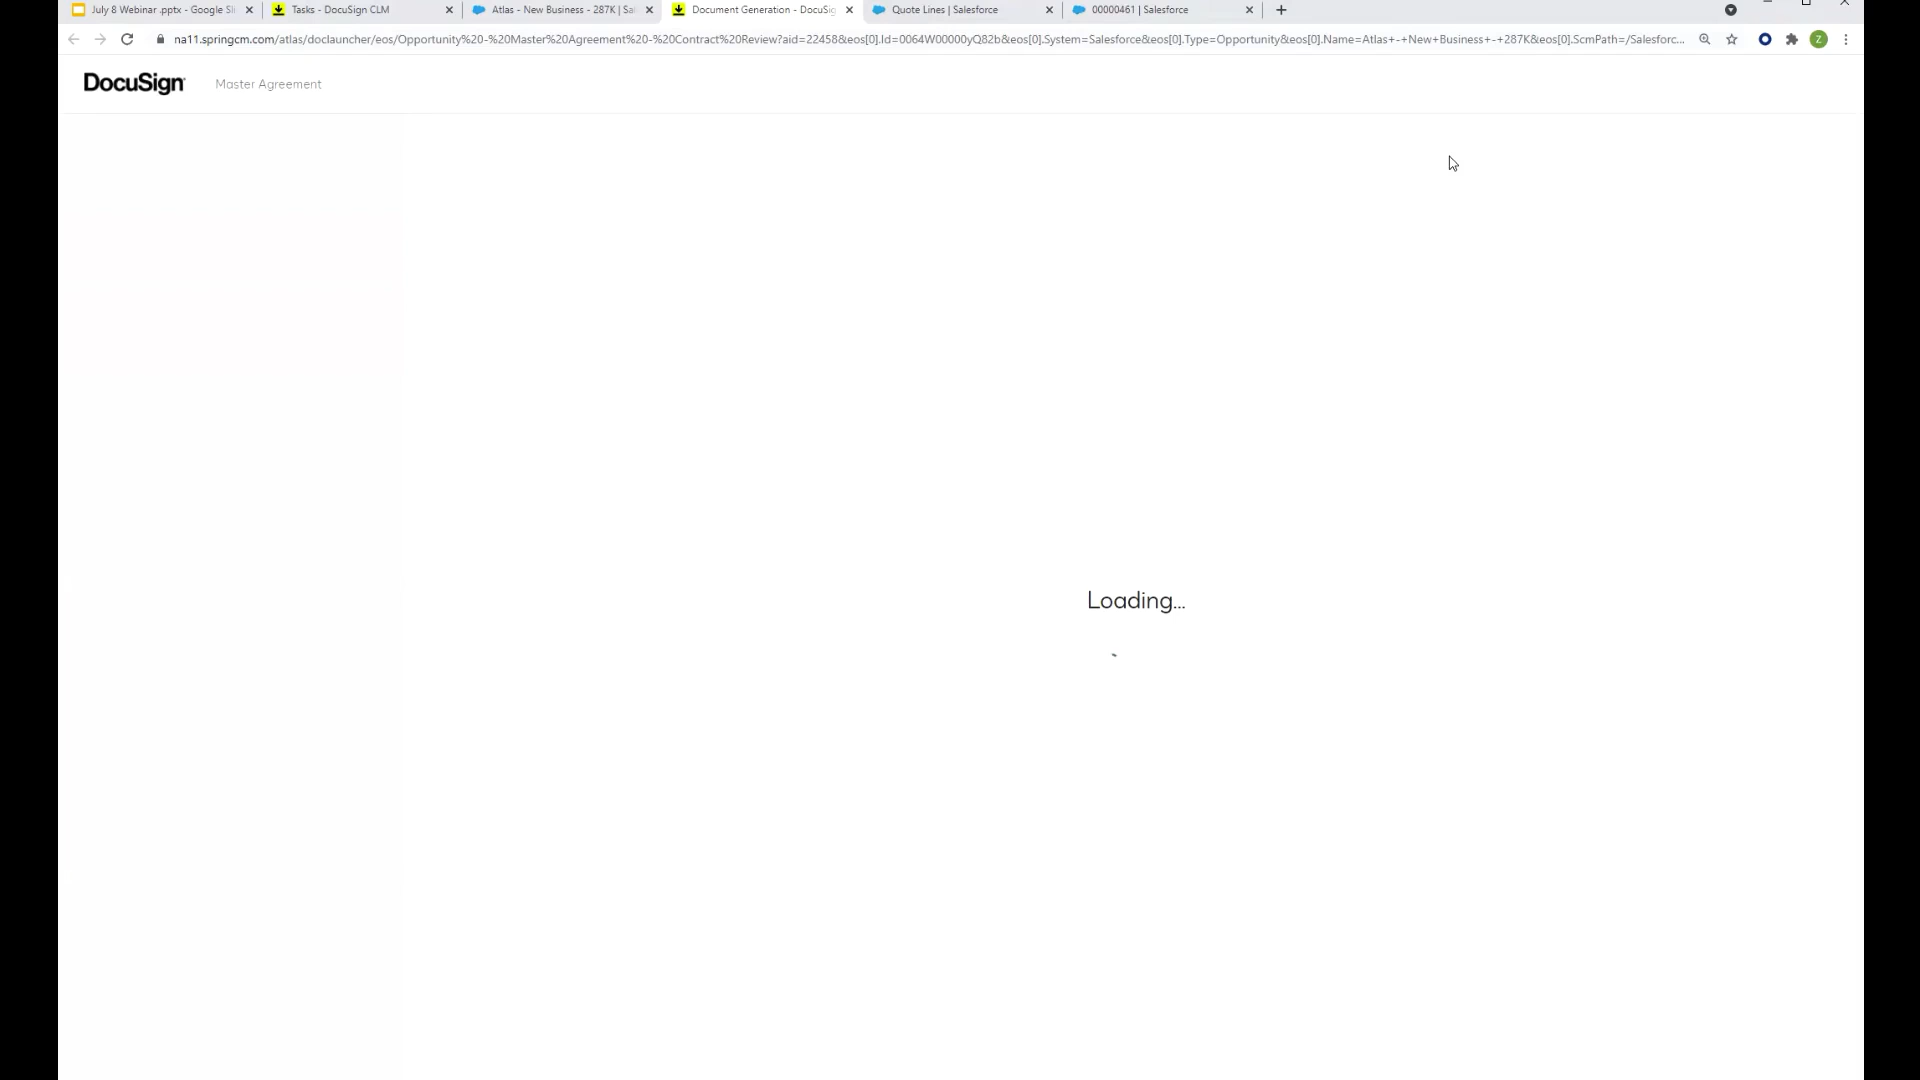 July 8 Webinar .pptx - Google Sli
Tasks - DocuSign CLM
Atlas - New Business - 287K | Sa
Document Generation - DocuSig
Quote Lines | Salesforce
00000461 | Salesforce
na11.springcm.com/atlas/doclauncher/eos/Opportunity%20-%20Master%20Agreement%20-%20Contract%20Review?aid=22458&eos[0].Id=0064W00000yQ82b&eos[0].System=Salesforce&eos[0].Type=Opportunity&eos[0].Name=Atlas+-+New+Business+-+287K&eos[0].ScmPath=/Salesforc...
Z
DocuSign Master Agreement
Loading...